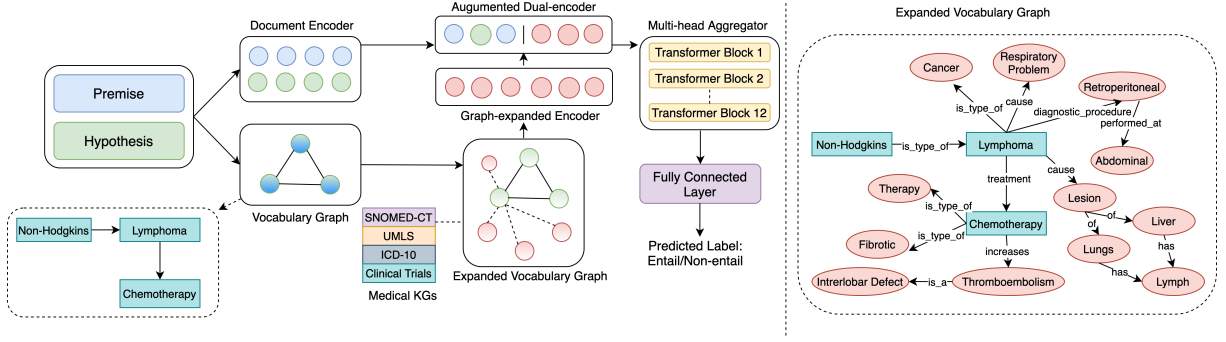 Document Encoder
Augmented Dual-encoder
Multi-head Aggregator
Transformer Block 1
Transformer Block 2
Transformer Block 12
Premise
Hypothesis
Graph-expanded Encoder
Vocabulary Graph
Fully Connected
Layer
Predicted Label:
Entail/Non-entail
SNOMED-CT
UMLS
ICD-10
Clinical Trials
Medical KGs
Expanded Vocabulary Graph
Non-Hodgkins
Lymphoma
Chemotherapy
Expanded Vocabulary Graph
Cancer
Respiratory
Problem
Retroperitoneal
is_type_of
cause
diagnostic_procedure
performed_at
Non-Hodgkins
is_type_of
Lymphoma
Abdominal
treatment
cause
Therapy
is_type_of
Lesion
Chemotherapy
of
of
Liver
is_type_of
Fibrotic
increases
Lungs
has
has
Intrerlobar Defect
is_a
Thromboembolism
Lymph